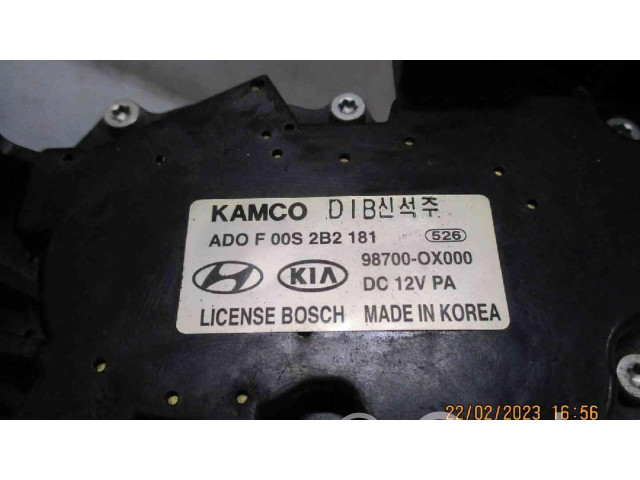 KAMCO DIB신석주
ADO F 00S 2B2 181 526
KIA 98700-OX000
DC 12V PA
LICENSE BOSCH MADE IN KOREA
22/02/2023 16:56